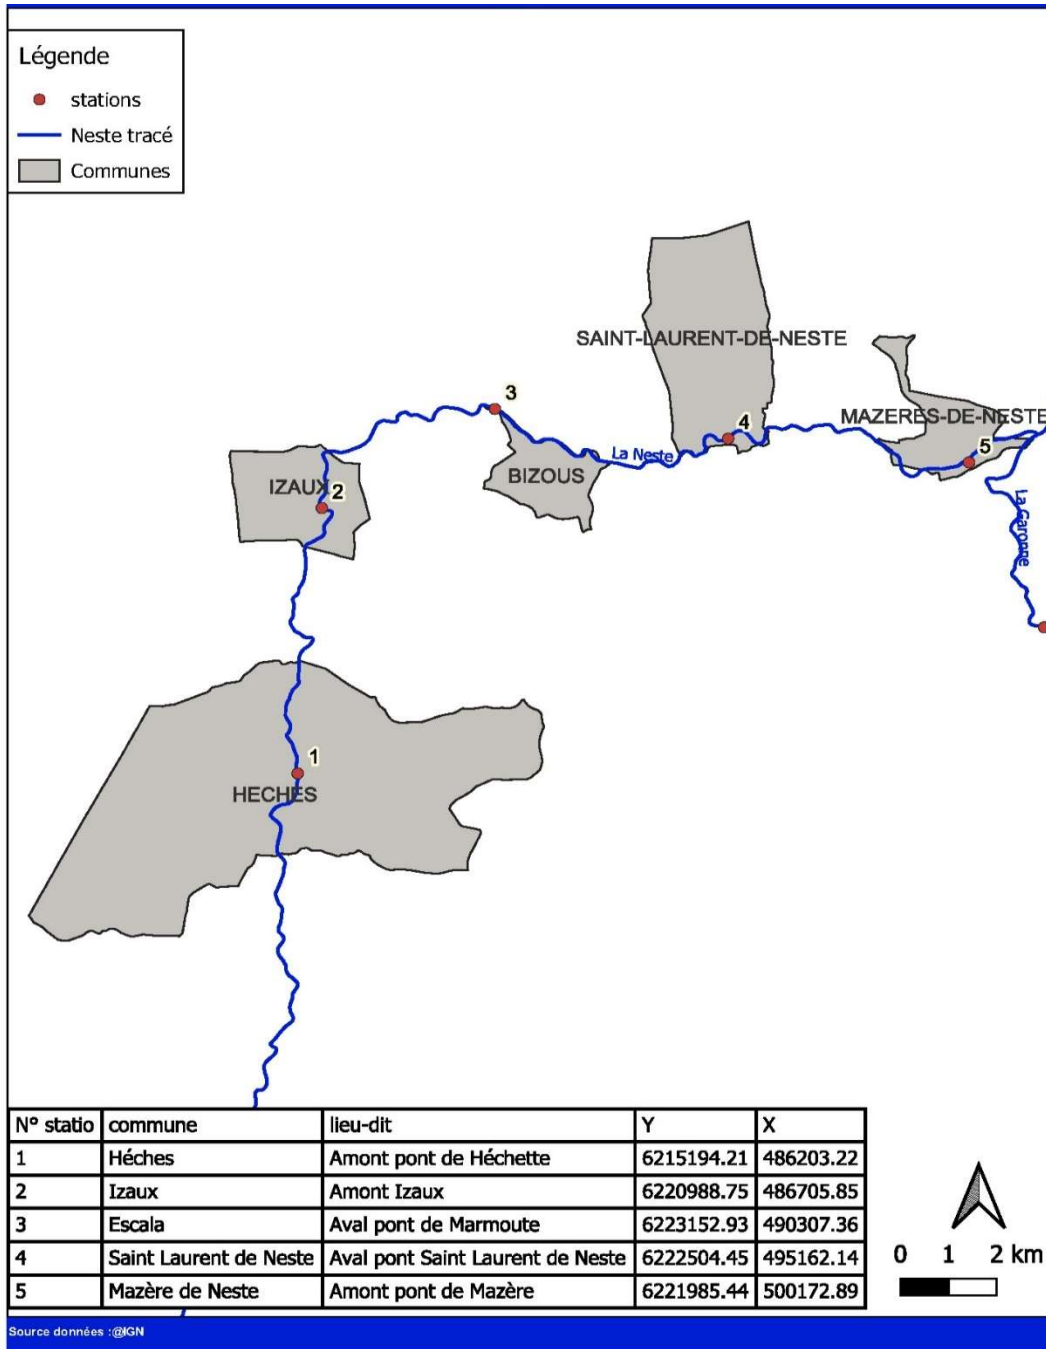 Légende
stations
Neste tracé
Communes
SAINT-LAURENT-DE-NESTE
3
MAZERES-DE-NESTE
4
5
La Neste
BIZOUS
IZAUX
2
La Garonne
1
HECHES
N° statio commune lieu-dit Y X
1 Héches Amont pont de Héchette 6215194.21 486203.22
2 Izaux Amont Izaux 6220988.75 486705.85
3 Escala Aval pont de Marmoute 6223152.93 490307.36
4 Saint Laurent de Neste Aval pont Saint Laurent de Neste 6222504.45 495162.14
5 Mazère de Neste Amont pont de Mazère 6221985.44 500172.89
0 1 2 km
Source données :@IGN